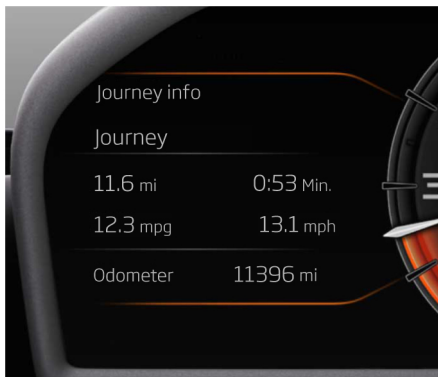 Journey info
Journey
11.6 mi 0:53 Min.
12.3 mpg 13.1 mph
Odometer 11396 mi